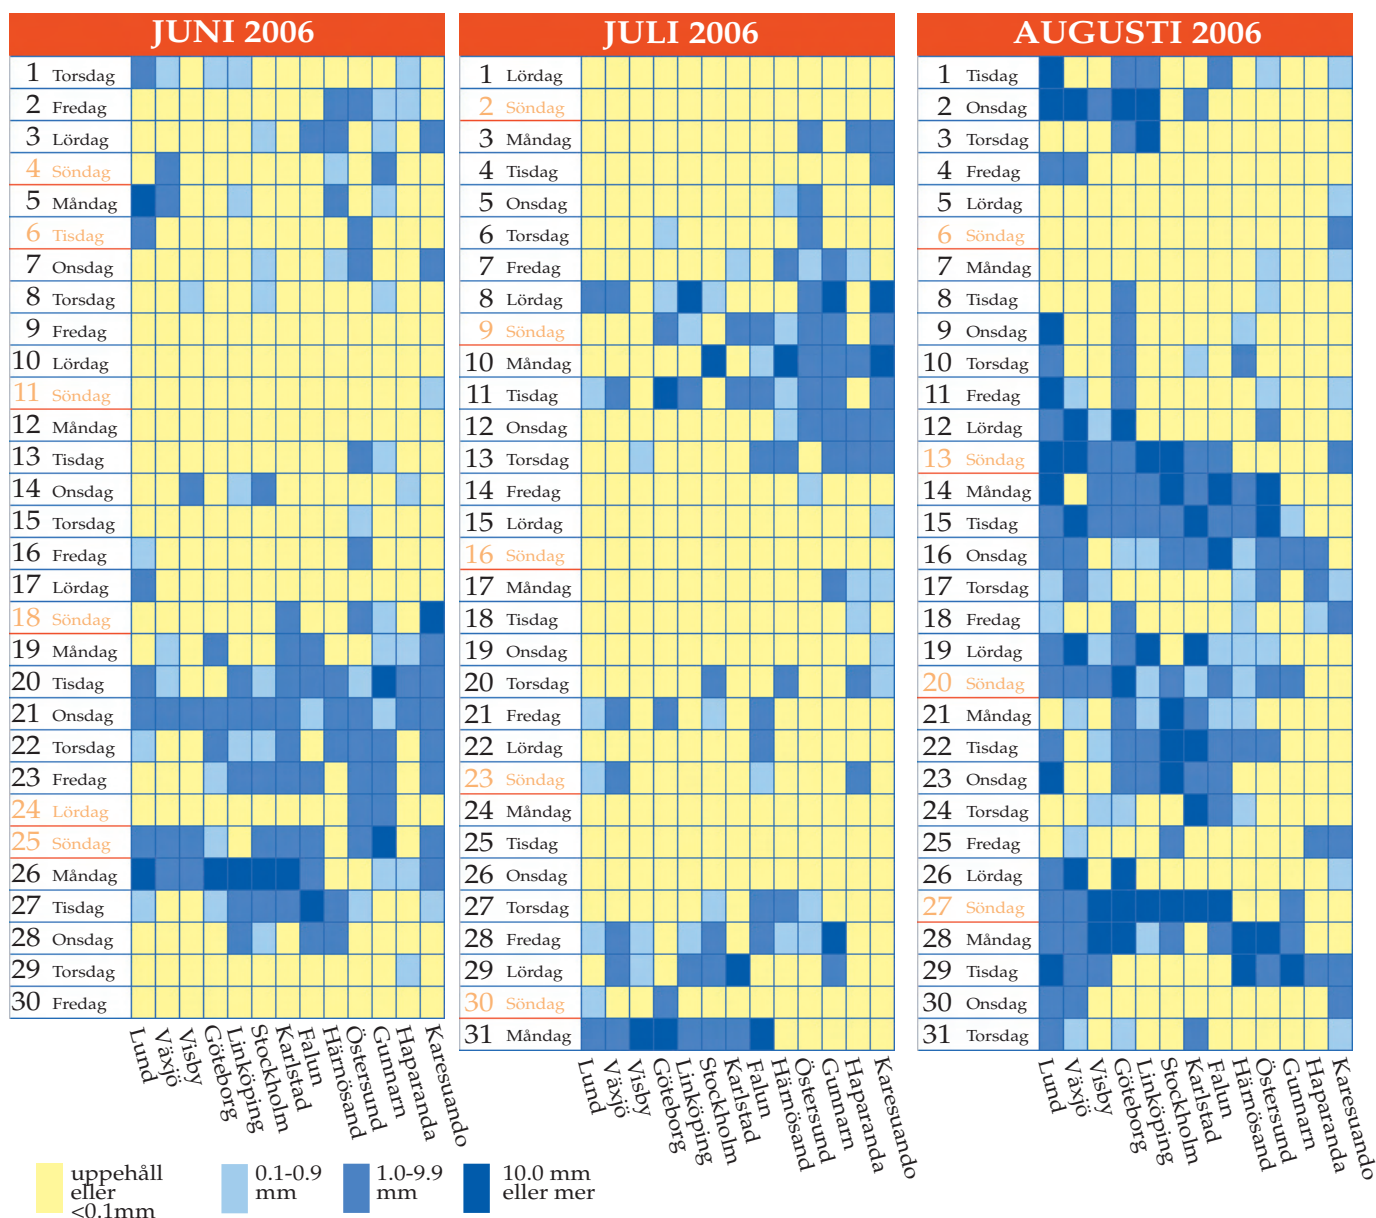 JUNI 2006
1 Torsdag
2 Fredag
3 Lördag
4 Söndag
5 Måndag
6 Tisdag
7 Onsdag
8 Torsdag
9 Fredag
10 Lördag
11 Söndag
12 Måndag
13 Tisdag
14 Onsdag
15 Torsdag
16 Fredag
17 Lördag
18 Söndag
19 Måndag
20 Tisdag
21 Onsdag
22 Torsdag
23 Fredag
24 Lördag
25 Söndag
26 Måndag
27 Tisdag
28 Onsdag
29 Torsdag
30 Fredag
Lund
Växjö
Visby
Göteborg
Linköping
Stockholm
Karlstad
Falun
Härnösand
Östersund
Gunnarn
Haparanda
Karesuando
JULI 2006
1 Lördag
2 Söndag
3 Måndag
4 Tisdag
5 Onsdag
6 Torsdag
7 Fredag
8 Lördag
9 Söndag
10 Måndag
11 Tisdag
12 Onsdag
13 Torsdag
14 Fredag
15 Lördag
16 Söndag
17 Måndag
18 Tisdag
19 Onsdag
20 Torsdag
21 Fredag
22 Lördag
23 Söndag
24 Måndag
25 Tisdag
26 Onsdag
27 Torsdag
28 Fredag
29 Lördag
30 Söndag
31 Måndag
Lund
Växjö
Visby
Göteborg
Linköping
Stockholm
Karlstad
Falun
Härnösand
Östersund
Gunnarn
Haparanda
Karesuando
AUGUSTI 2006
1 Tisdag
2 Onsdag
3 Torsdag
4 Fredag
5 Lördag
6 Söndag
7 Måndag
8 Tisdag
9 Onsdag
10 Torsdag
11 Fredag
12 Lördag
13 Söndag
14 Måndag
15 Tisdag
16 Onsdag
17 Torsdag
18 Fredag
19 Lördag
20 Söndag
21 Måndag
22 Tisdag
23 Onsdag
24 Torsdag
25 Fredag
26 Lördag
27 Söndag
28 Måndag
29 Tisdag
30 Onsdag
31 Torsdag
Lund
Växjö
Visby
Göteborg
Linköping
Stockholm
Karlstad
Falun
Härnösand
Östersund
Gunnarn
Haparanda
Karesuando
uppehåll
eller
<0.1mm
0.1-0.9
mm
1.0-9.9
mm
10.0 mm
eller mer